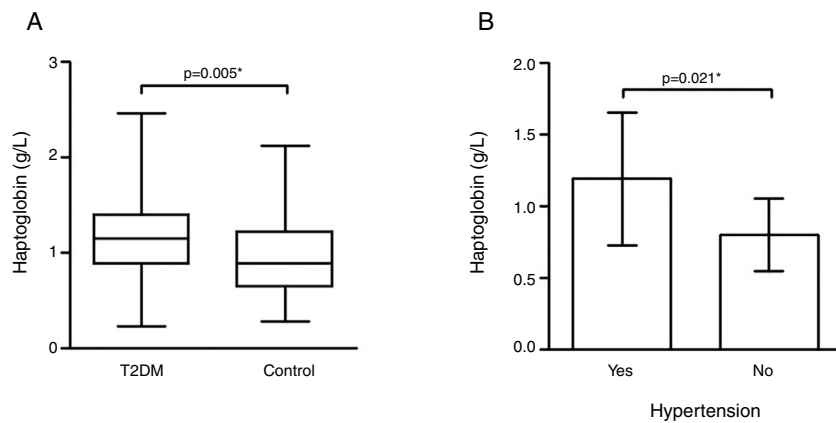 A
Haptoglobin (g/L)
3
2
1
0
p=0.005*
T2DM Control
B
Haptoglobin (g/L)
2.0
1.5
1.0
0.5
0.0
p=0.021*
Yes No
Hypertension